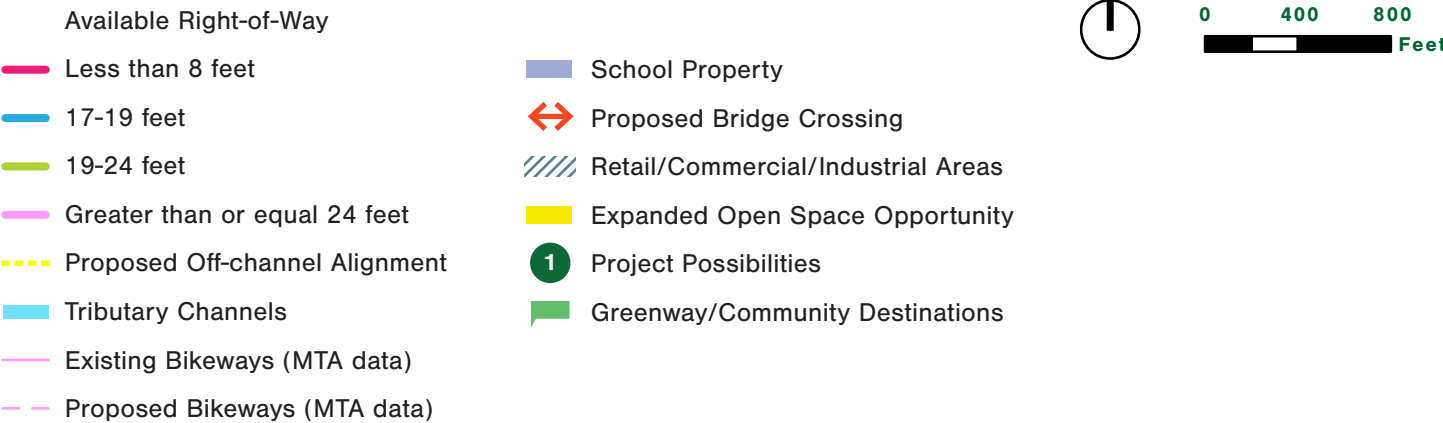 Available Right-of-Way
Less than 8 feet
17-19 feet
19-24 feet
Greater than or equal 24 feet
Proposed Off-channel Alignment
Tributary Channels
Existing Bikeways (MTA data)
Proposed Bikeways (MTA data)
School Property
Proposed Bridge Crossing
Retail/Commercial/Industrial Areas
Expanded Open Space Opportunity
1 Project Possibilities
Greenway/Community Destinations
0 400 800
Feet